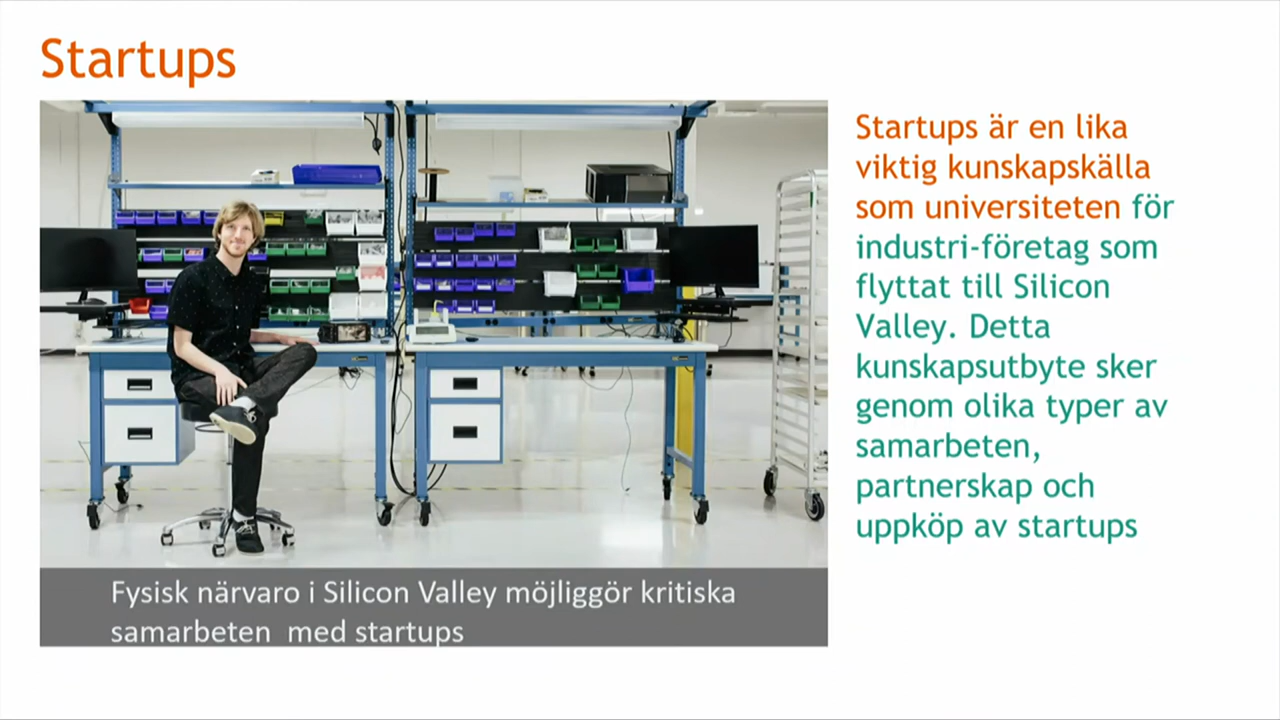 Startups
Startups är en lika
viktig kunskapskälla
som universiteten för
industri-företag som
flyttat till Silicon
Valley. Detta
kunskapsutbyte sker
genom olika typer av
samarbeten,
partnerskap och
uppköp av startups
Fysisk närvaro i Silicon Valley möjliggör kritiska
samarbeten  med startups